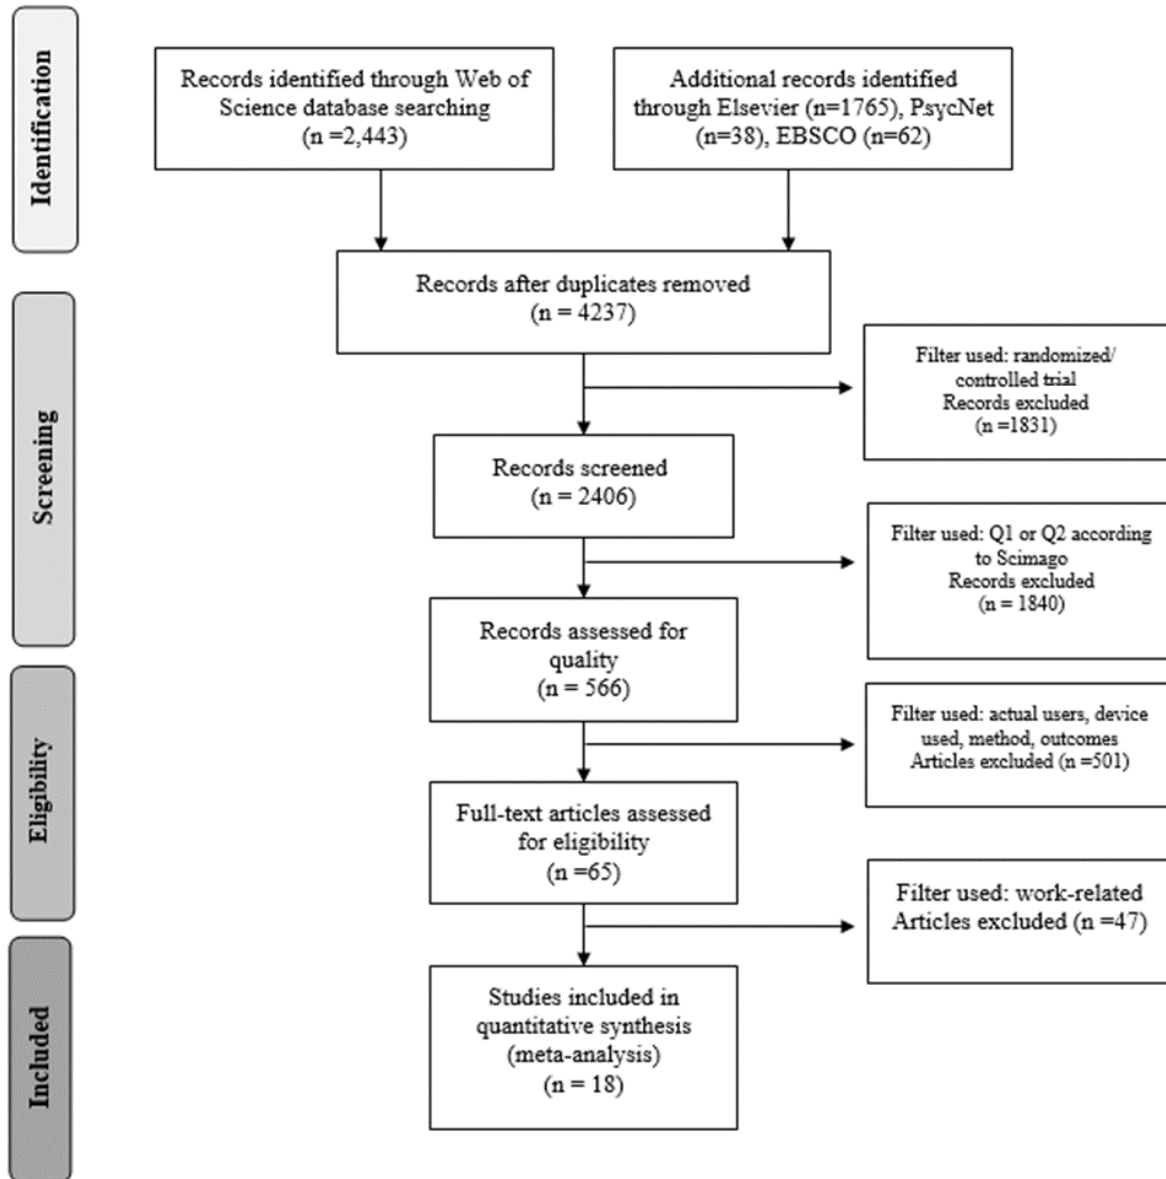 Identification
Records identified through Web of
Science database searching
(n =2,443)
Additional records identified
through Elsevier (n=1765), PsycNet
(n=38), EBSCO (n=62)
Records after duplicates removed
(n = 4237)
Screening
Filter used: randomized/
controlled trial
Records excluded
(n =1831)
Records screened
(n = 2406)
Filter used: Q1 or Q2 according
to Scimago
Records excluded
(n = 1840)
Records assessed for
quality
(n = 566)
Eligibility
Filter used: actual users, device
used, method, outcomes
Articles excluded (n =501)
Full-text articles assessed
for eligibility
(n =65)
Filter used: work-related
Articles excluded (n =47)
Included
Studies included in
quantitative synthesis
(meta-analysis)
(n = 18)